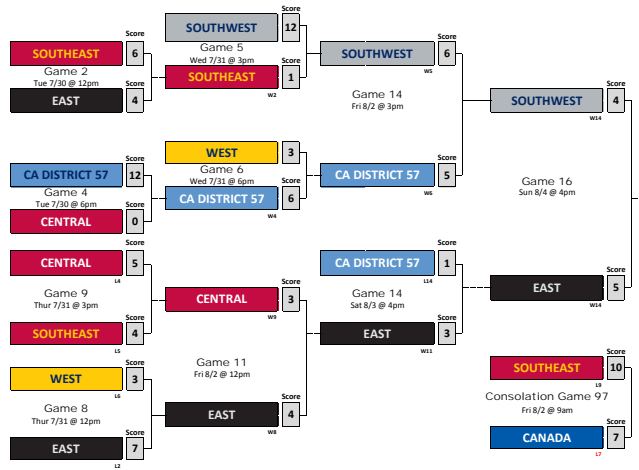 Score
SOUTHWEST 12
Score
SOUTHEAST 6
Game 5
Wed 7/31 @ 3pm
Score
SOUTHWEST 6
W5
Game 2
Tue 7/30 @ 12pm
Score
SOUTHEAST 1
W2
Score
EAST 4
Game 14
Fri 8/2 @ 3pm
Score
SOUTHWEST 4
W14
Score
WEST 3
Score
CA DISTRICT 57 12
Game 6
Wed 7/31 @ 6pm
Score
CA DISTRICT 57 5
W6
Game 4
Tue 7/30 @ 6pm
Score
CA DISTRICT 57 6
W4
Score
CENTRAL 0
Game 16
Sun 8/4 @ 4pm
Score
CENTRAL 5
L4
Score
CA DISTRICT 57 1
L14
Game 9
Thur 7/31 @ 3pm
Score
CENTRAL 3
W9
Game 14
Sat 8/3 @ 4pm
Score
EAST 5
W14
Score
SOUTHEAST 4
L5
Score
EAST 3
W11
Game 11
Fri 8/2 @ 12pm
Score
WEST 3
L6
Score
SOUTHEAST 10
L9
Game 8
Thur 7/31 @ 12pm
Score
EAST 4
W8
Consolation Game 97
Fri 8/2 @ 9am
Score
EAST 7
L2
Score
CANADA 7
L7